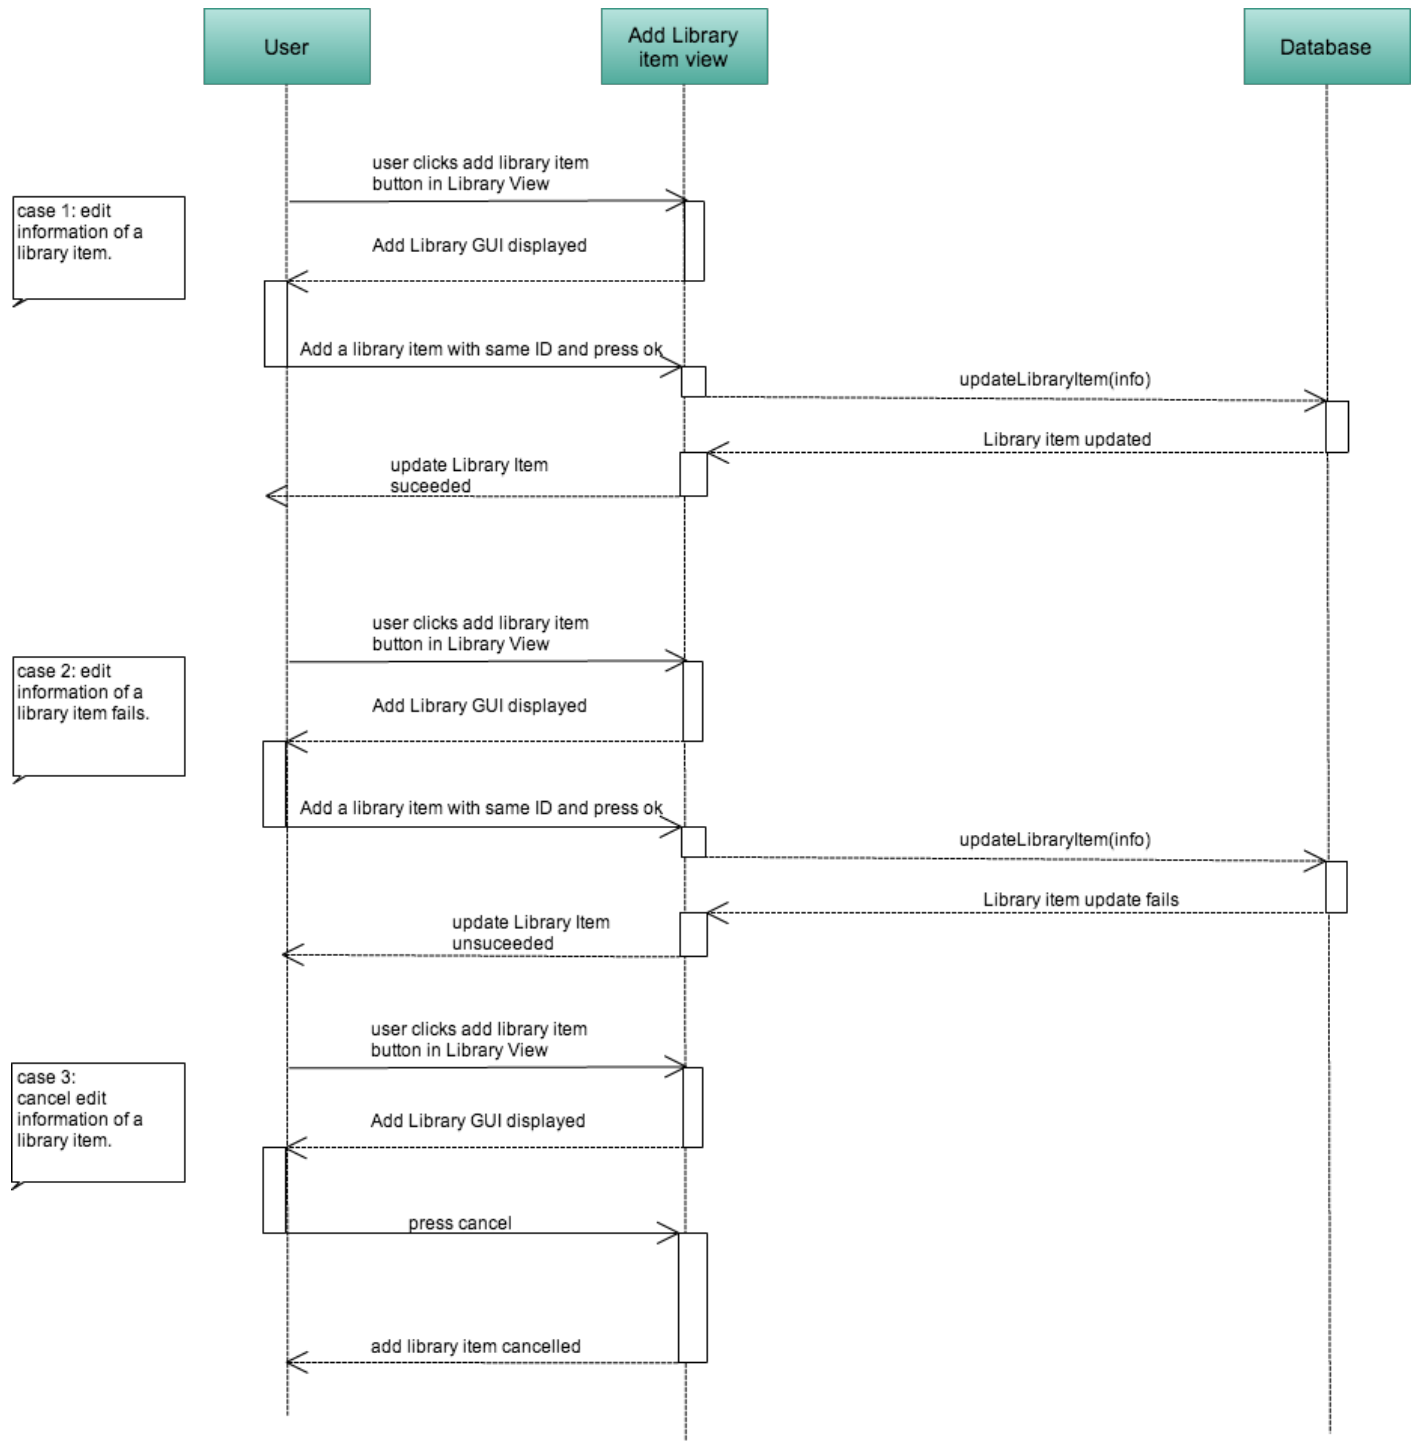 User
Add Library
item view
Database
user clicks add library item
button in Library View
case 1: edit
information of a
library item.
Add Library GUI displayed
Add a library item with same ID and press ok
updateLibraryItem(info)
Library item updated
update Library Item
suceeded
user clicks add library item
button in Library View
case 2: edit
information of a
library item fails.
Add Library GUI displayed
Add a library item with same ID and press ok
updateLibraryItem(info)
Library item update fails
update Library Item
unsuceeded
user clicks add library item
button in Library View
case 3:
cancel edit
information of a
library item.
Add Library GUI displayed
press cancel
add library item cancelled